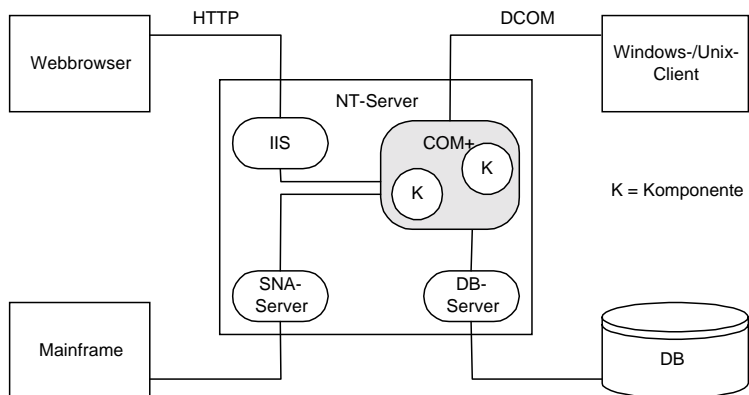 HTTP
DCOM
Webbrowser
Windows-/Unix-
Client
NT-Server
IIS
COM+
K
K
K = Komponente
SNA-
Server
DB-
Server
Mainframe
DB